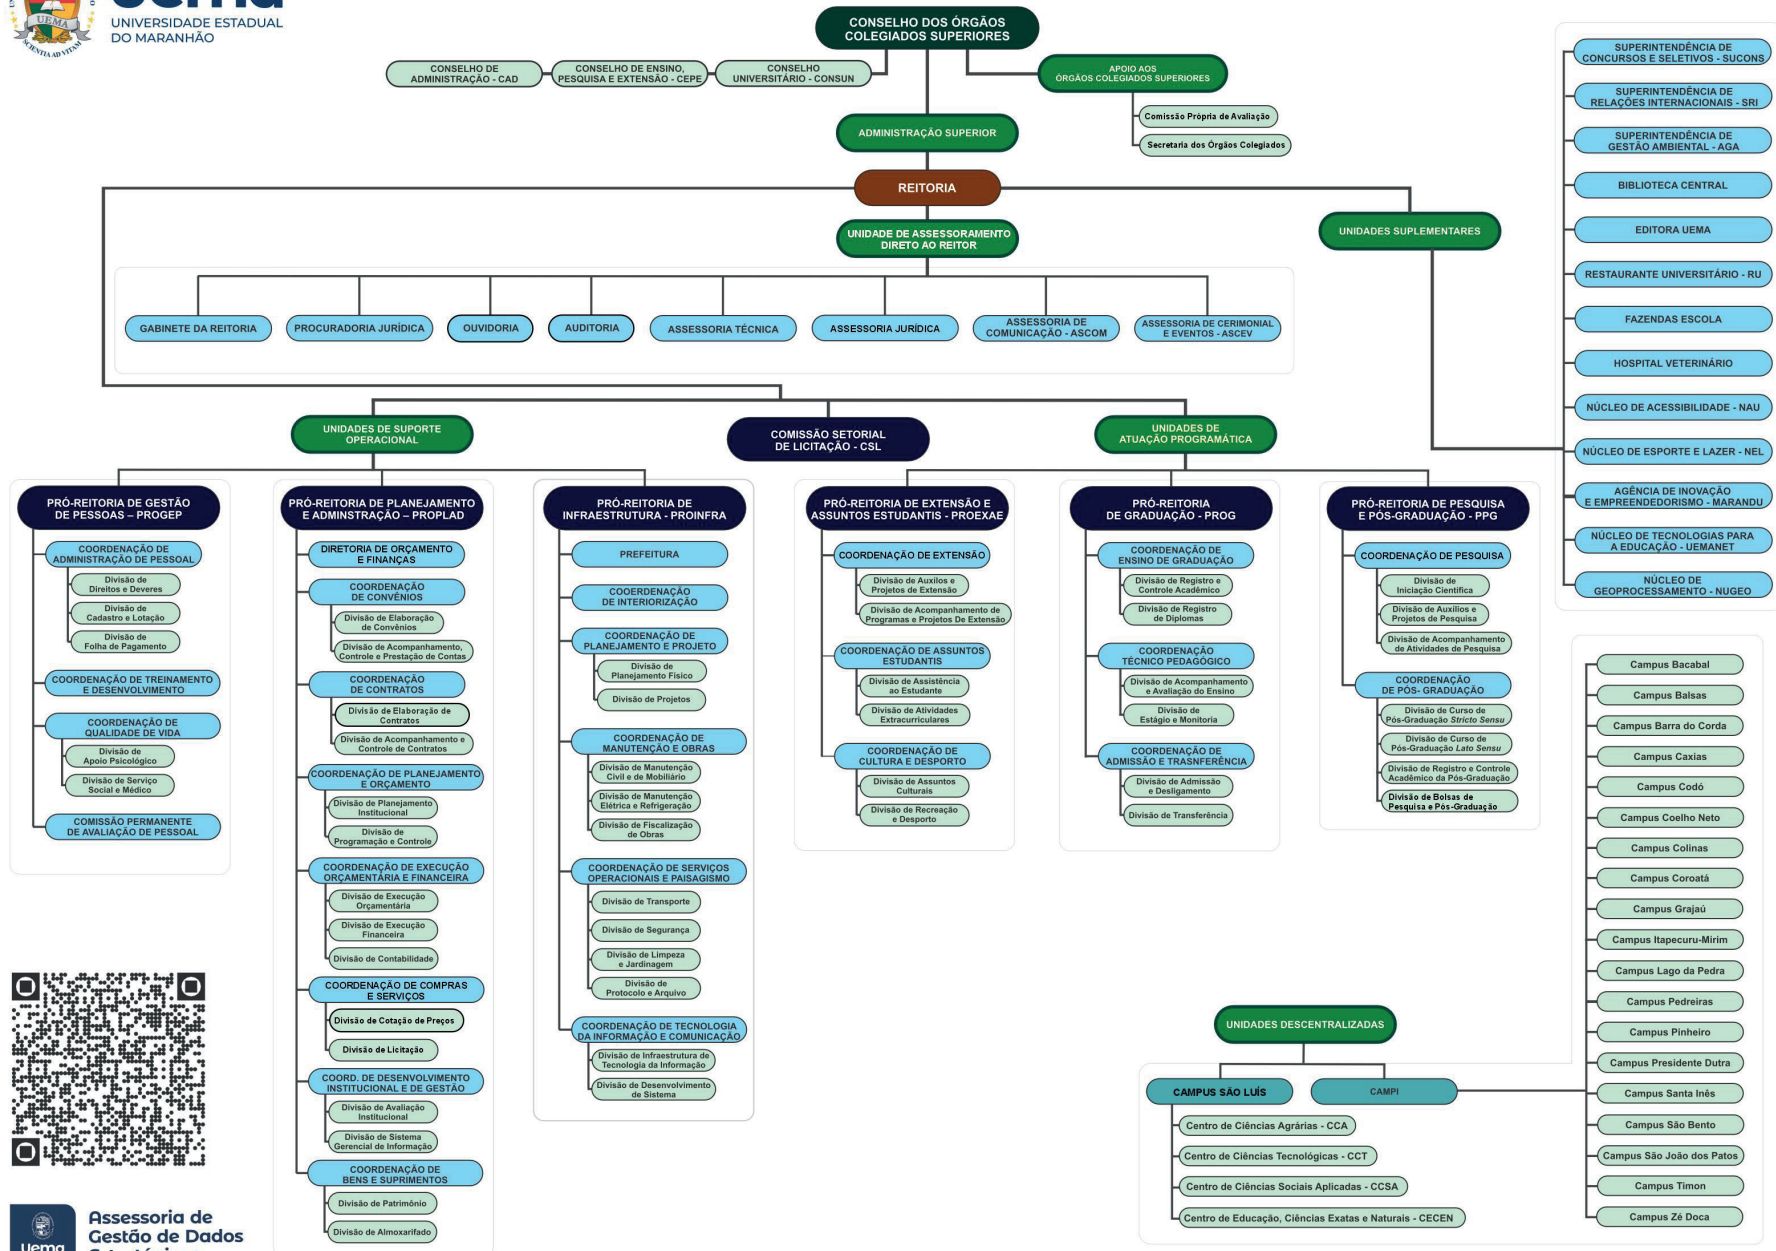 uema
UNIVERSIDADE ESTADUAL
DO MARANHÃO
UEMA
SCIENTIA AD VITAM
CONSELHO DOS ÓRGÃOS
COLEGIADOS SUPERIORES
CONSELHO DE
ADMINISTRAÇÃO - CAD
CONSELHO DE ENSINO,
PESQUISA E EXTENSÃO - CEPE
CONSELHO
UNIVERSITÁRIO - CONSUN
APOIO AOS
ÓRGÃOS COLEGIADOS SUPERIORES
Comissão Própria de Avaliação
Secretaria dos Órgãos Colegiados
ADMINISTRAÇÃO SUPERIOR
REITORIA
UNIDADE DE ASSESSORAMENTO
DIRETO AO REITOR
UNIDADES SUPLEMENTARES
GABINETE DA REITORIA
PROCURADORIA JURÍDICA
OUVIDORIA
AUDITORIA
ASSESSORIA TÉCNICA
ASSESSORIA JURÍDICA
ASSESSORIA DE
COMUNICAÇÃO - ASCOM
ASSESSORIA DE CERIMONIAL
E EVENTOS - ASCEV
SUPERINTENDÊNCIA DE
CONCURSOS E SELETIVOS - SUCONS
SUPERINTENDÊNCIA DE
RELAÇÕES INTERNACIONAIS - SRI
SUPERINTENDÊNCIA DE
GESTÃO AMBIENTAL - AGA
BIBLIOTECA CENTRAL
EDITORA UEMA
RESTAURANTE UNIVERSITÁRIO - RU
FAZENDAS ESCOLA
HOSPITAL VETERINÁRIO
NÚCLEO DE ACESSIBILIDADE - NAU
NÚCLEO DE ESPORTE E LAZER - NEL
AGÊNCIA DE INOVAÇÃO
E EMPREENDEDORISMO - MARANDU
NÚCLEO DE TECNOLOGIAS PARA
A EDUCAÇÃO - UEMANET
NÚCLEO DE
GEOPROCESSAMENTO - NUGEO
UNIDADES DE SUPORTE
OPERACIONAL
COMISSÃO SETORIAL
DE LICITAÇÃO - CSL
UNIDADES DE
ATUAÇÃO PROGRAMÁTICA
PRÓ-REITORIA DE GESTÃO
DE PESSOAS – PROGEP
COORDENAÇÃO DE
ADMINISTRAÇÃO DE PESSOAL
Divisão de
Direitos e Deveres
Divisão de
Cadastro e Lotação
Divisão de
Folha de Pagamento
COORDENAÇÃO DE TREINAMENTO
E DESENVOLVIMENTO
COORDENAÇÃO DE
QUALIDADE DE VIDA
Divisão de
Apoio Psicológico
Divisão de Serviço
Social e Médico
COMISSÃO PERMANENTE
DE AVALIAÇÃO DE PESSOAL
PRÓ-REITORIA DE PLANEJAMENTO
E ADMINSTRAÇÃO – PROPLAD
DIRETORIA DE ORÇAMENTO
E FINANÇAS
COORDENAÇÃO
DE CONVÊNIOS
Divisão de Elaboração
de Convênios
Divisão de Acompanhamento,
Controle e Prestação de Contas
COORDENAÇÃO
DE CONTRATOS
Divisão de Elaboração de
Contratos
Divisão de Acompanhamento e
Controle de Contratos
COORDENAÇÃO DE PLANEJAMENTO
E ORÇAMENTO
Divisão de Planejamento
Institucional
Divisão de
Programação e Controle
COORDENAÇÃO DE EXECUÇÃO
ORÇAMENTÁRIA E FINANCEIRA
Divisão de Execução
Orçamentária
Divisão de Execução
Financeira
Divisão de Contabilidade
COORDENAÇÃO DE COMPRAS
E SERVIÇOS
Divisão de Cotação de Preços
Divisão de Licitação
COORD. DE DESENVOLVIMENTO
INSTITUCIONAL E DE GESTÃO
Divisão de Avaliação
Institucional
Divisão de Sistema
Gerencial de Informação
COORDENAÇÃO DE
BENS E SUPRIMENTOS
Divisão de Patrimônio
Divisão de Almoxarifado
PRÓ-REITORIA DE
INFRAESTRUTURA - PROINFRA
PREFEITURA
COOERDENAÇÃO
DE INTERIORIZAÇÃO
COORDENAÇÃO DE
PLANEJAMENTO E PROJETO
Divisão de
Planejamento Físico
Divisão de Projetos
COORDENAÇÃO DE
MANUTENÇÃO E OBRAS
Divisão de Manutenção
Civil e de Mobiliário
Divisão de Manutenção
Elétrica e Refrigeração
Divisão de Fiscalização
de Obras
COORDENAÇÃO DE SERVIÇOS
OPERACIONAIS E PAISAGISMO
Divisão de Transporte
Divisão de Segurança
Divisão de Limpeza
e Jardinagem
Divisão de
Protocolo e Arquivo
COORDENAÇÃO DE TECNOLOGIA
DA INFORMAÇÃO E COMUNICAÇÃO
Divisão de Infraestrutura de
Tecnologia da Informação
Divisão de Desenvolvimento
de Sistema
PRÓ-REITORIA DE EXTENSÃO E
ASSUNTOS ESTUDANTIS - PROEXAE
COORDENAÇÃO DE EXTENSÃO
Divisão de Auxilos e
Projetos de Extensão
Divisão de Acompanhamento de
Programas e Projetos De Extensão
COORDENAÇÃO DE ASSUNTOS
ESTUDANTIS
Divisão de Assistência
ao Estudante
Divisão de Atividades
Extracurriculares
COORDENAÇÃO DE
CULTURA E DESPORTO
Divisão de Assuntos
Culturais
Divisão de Recreação
e Desporto
PRÓ-REITORIA
DE GRADUAÇÃO - PROG
COORDENAÇÃO DE
ENSINO DE GRADUAÇÃO
Divisão de Registro e
Controle Acadêmico
Divisão de Registro
de Diplomas
COORDENAÇÃO
TÉCNICO PEDAGÓGICO
Divisão de Acompanhamento
e Avaliação do Ensino
Divisão de
Estágio e Monitoria
COORDENAÇÃO DE
ADMISSÃO E TRASNFERÊNCIA
Divisão de Admissão
e Desligamento
Divisão de Transferência
PRÓ-REITORIA DE PESQUISA
E PÓS-GRADUAÇÃO - PPG
COORDENAÇÃO DE PESQUISA
Divisão de
Iniciação Científica
Divisão de Auxílios e
Projetos de Pesquisa
Divisão de Acompanhamento
de Atividades de Pesquisa
COORDENAÇÃO
DE PÓS- GRADUAÇÃO
Divisão de Curso de
Pós-Graduação Stricto Sensu
Divisão de Curso de
Pós-Graduação Lato Sensu
Divisão de Registro e Controle
Acadêmico da Pós-Graduação
Divisão de Bolsas de
Pesquisa e Pós-Graduação
UNIDADES DESCENTRALIZADAS
CAMPUS SÃO LUÍS
CAMPI
Centro de Ciências Agrárias - CCA
Centro de Ciências Tecnológicas - CCT
Centro de Ciências Sociais Aplicadas - CCSA
Centro de Educação, Ciências Exatas e Naturais - CECEN
Campus Bacabal
Campus Balsas
Campus Barra do Corda
Campus Caxias
Campus Codó
Campus Coelho Neto
Campus Colinas
Campus Coroatá
Campus Grajaú
Campus Itapecuru-Mirim
Campus Lago da Pedra
Campus Pedreiras
Campus Pinheiro
Campus Presidente Dutra
Campus Santa Inês
Campus São Bento
Campus São João dos Patos
Campus Timon
Campus Zé Doca
Uema
Assessoria de
Gestão de Dados